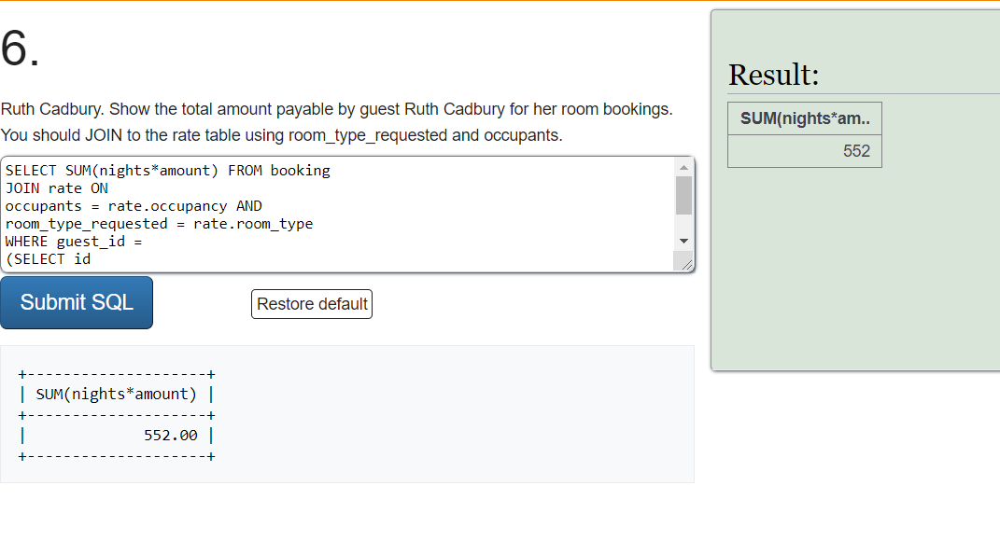 6.
Ruth Cadbury. Show the total amount payable by guest Ruth Cadbury for her room bookings.
You should JOIN to the rate table using room_type_requested and occupants.
SELECT SUM(nights*amount) FROM booking
JOIN rate ON
occupants = rate.occupancy AND
room_type_requested = rate.room_type
WHERE guest_id =
(SELECT id
Submit SQL
Restore default
+--------------------+
| SUM(nights*amount) |
+--------------------+
| 552.00 |
+--------------------+
Result:
SUM(nights*am..
552